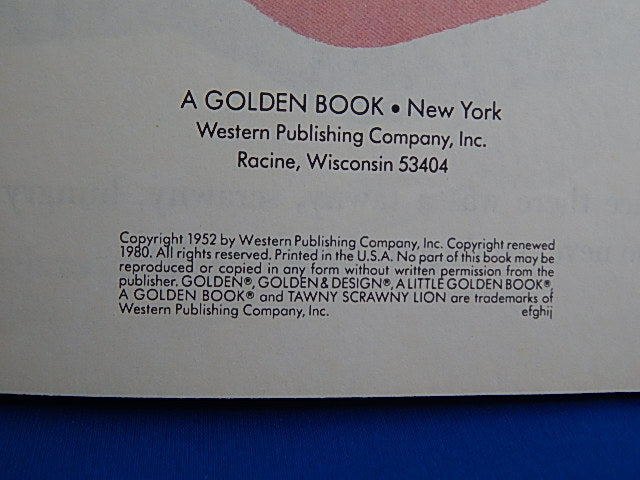 A GOLDEN BOOK • New York
Western Publishing Company, Inc.
Racine, Wisconsin 53404
Copyright 1952 by Western Publishing Company, Inc. Copyright renewed
1980. All rights reserved. Printed in the U.S.A. No part of this book may be
reproduced or copied in any form without written permission from the
publisher. GOLDEN®, GOLDEN & DESIGN®, A LITTLE GOLDEN BOOK®,
A GOLDEN BOOK® and TAWNY SCRAWNY LION are trademarks of
Western Publishing Company, Inc. efghij